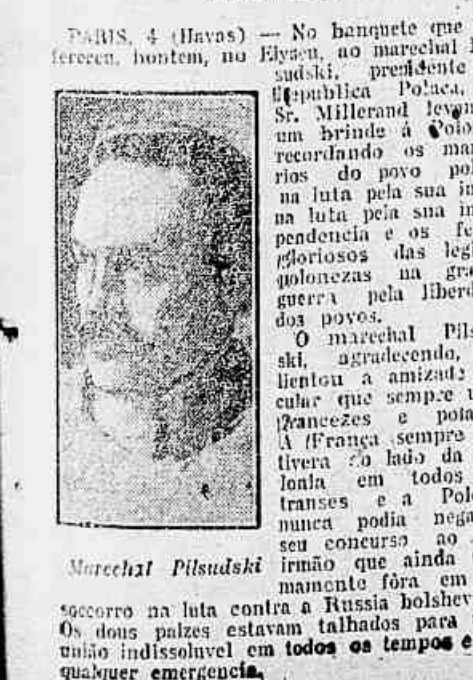 PARIS, 4 (Havas) — No banquete que
fereceu, hontem, no Elyseu, ao marechal
sudski, presidente
Republica Polaca,
Sr. Millerand levan
um brinde á Polo
recordando os mar
rios do povo pol
na luta pela sua in
na luta pela sua in
pendencia e os fe
gloriosos das leg
polonezas na gra
guerra pela liberd
dos povos.
O marechal Pils
ski, agradecendo,
lientou a amizade
cular que sempre u
francezes e pola
A França sempre
tivera ao lado da
lonia em todos
transes e a Pol
nunca podia nega
seu concurso ao
irmão que ainda
mamente fôra em
soccorro na luta contra a Russia bolshev
Os dous paizes estavam talhados para
união indissoluvel em todos os tempos e
qualquer emergencia.
Marechal Pilsudski